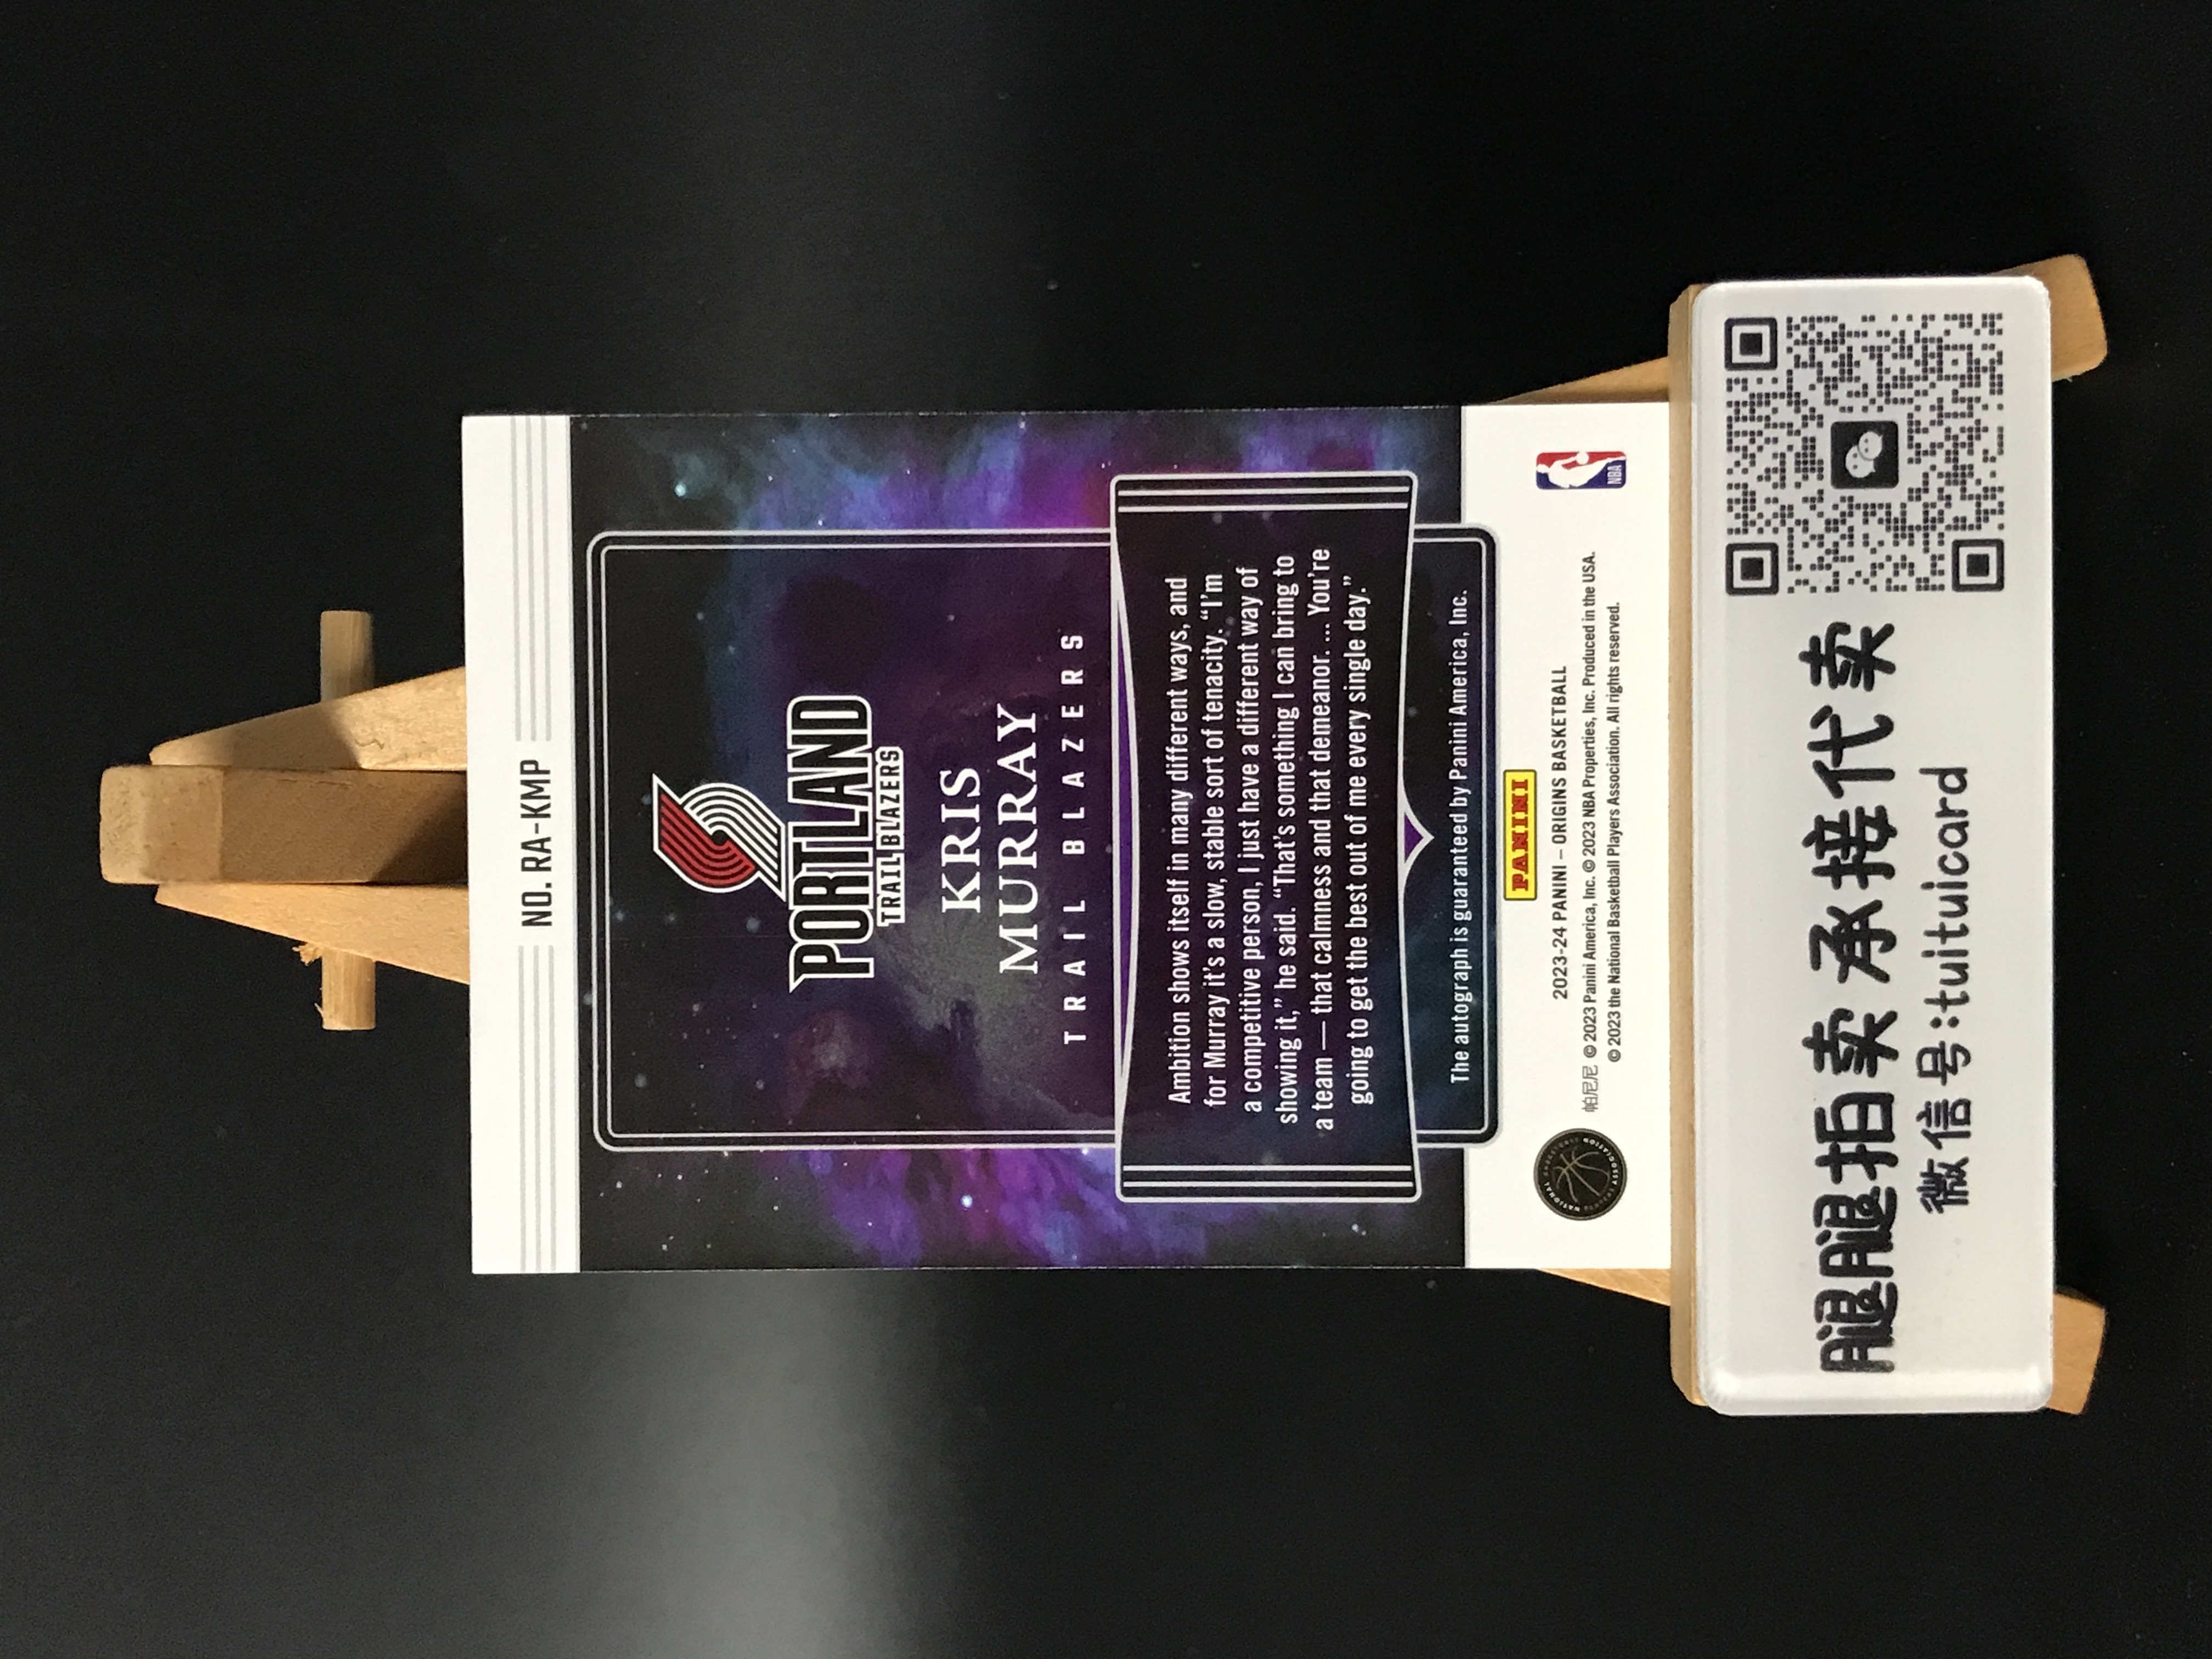 NO. RA-KMP
PORTLAND
TRAIL BLAZERS
KRIS
MURRAY
TRAIL BLAZERS
Ambition shows itself in many different ways, and
for Murray it's a slow, stable sort of tenacity. “I'm
a competitive person, I just have a different way of
showing it,” he said. “That's something I can bring to
a team — that calmness and that demeanor. ... You're
going to get the best out of me every single day.”
The autograph is guaranteed by Panini America, Inc.
PANINI
2023-24 PANINI – ORIGINS BASKETBALL
帕尼尼 © 2023 Panini America, Inc. © 2023 NBA Properties, Inc. Produced in the USA.
© 2023 the National Basketball Players Association. All rights reserved.
NBA
腿腿拍卖 承接代卖
微信号:tuituicard